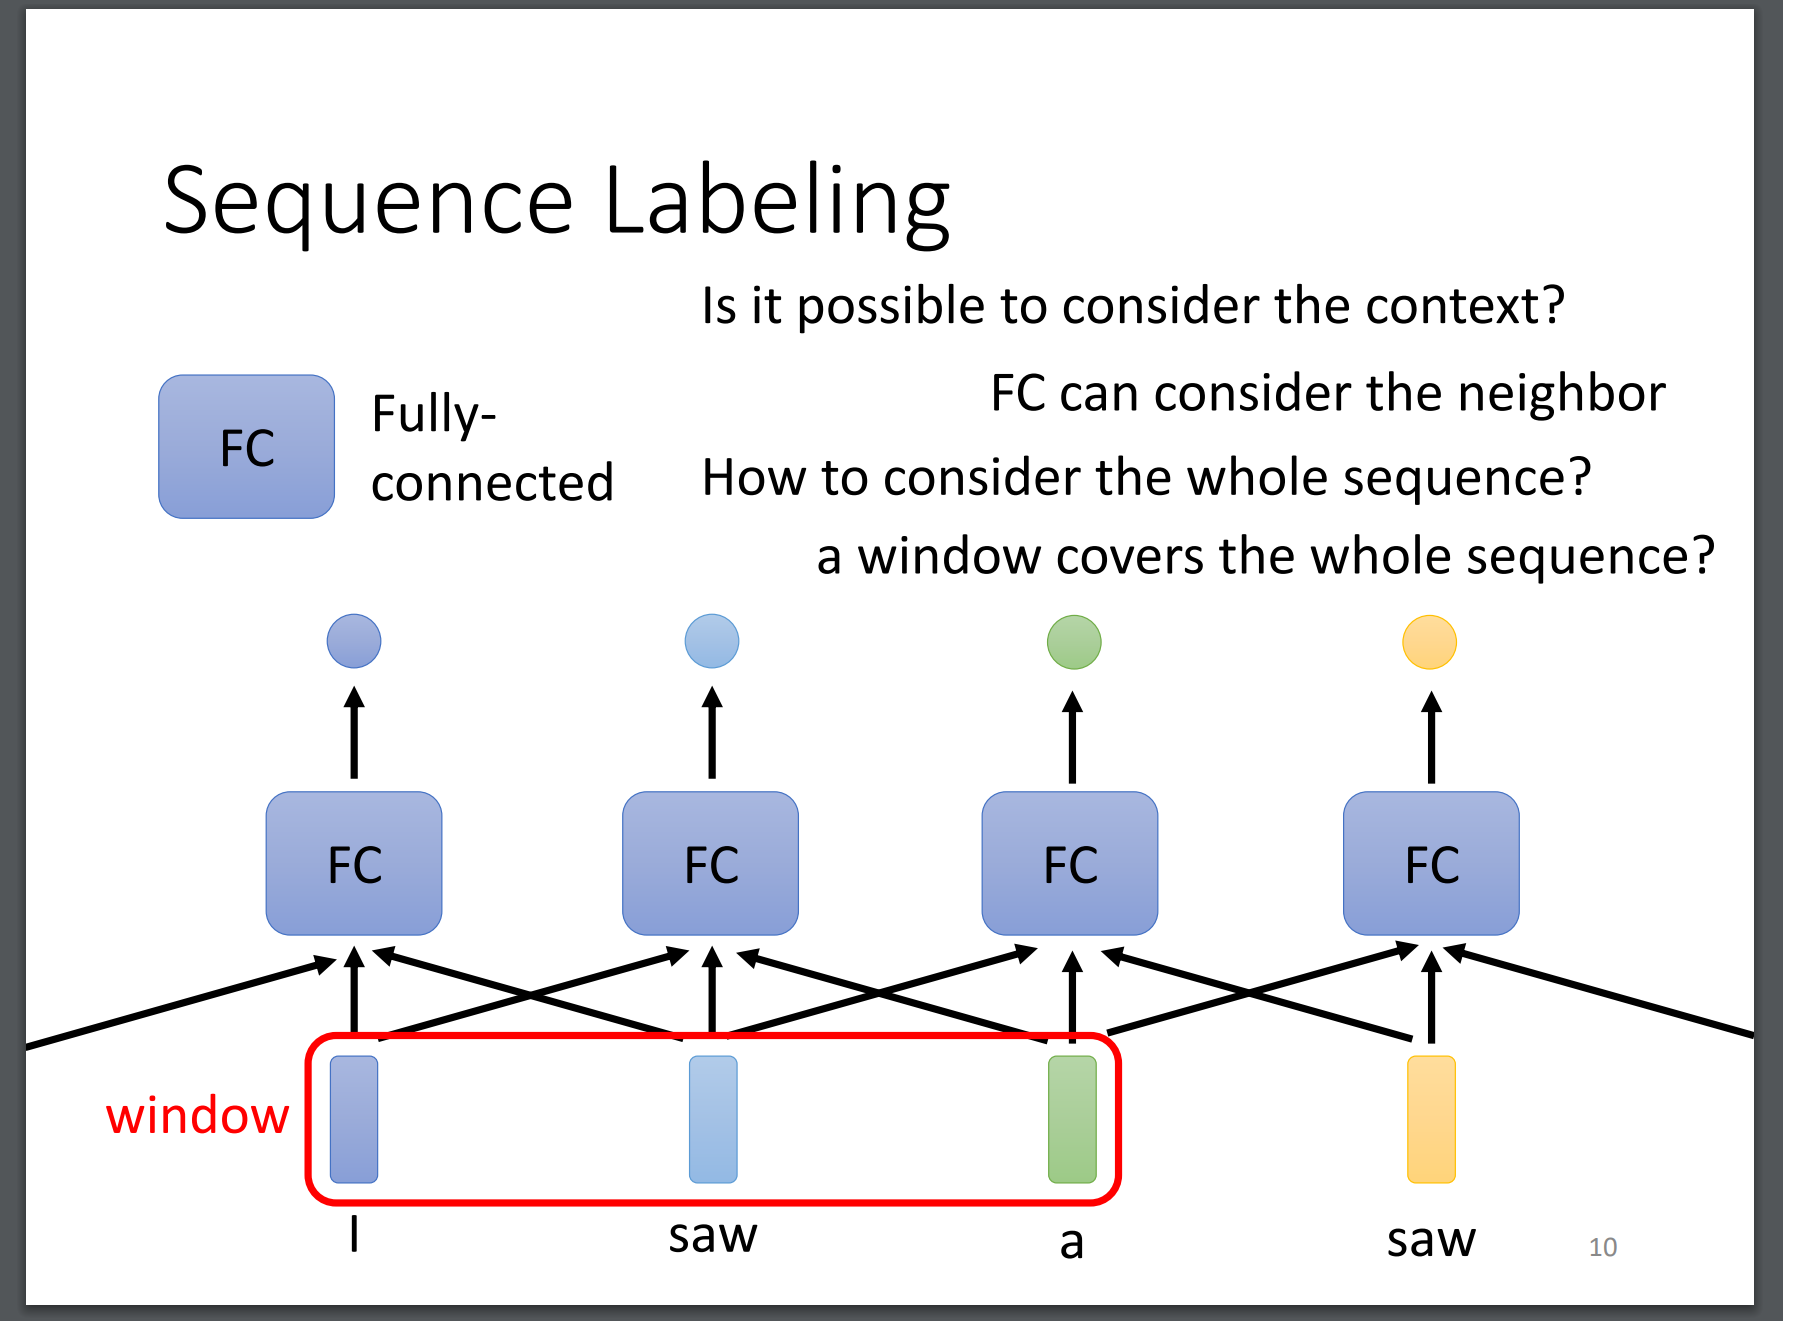 Sequence Labeling
Is it possible to consider the context?
FC can consider the neighbor
FC
Fully-
connected
How to consider the whole sequence?
a window covers the whole sequence?
FC FC FC FC
window
I saw a saw
10